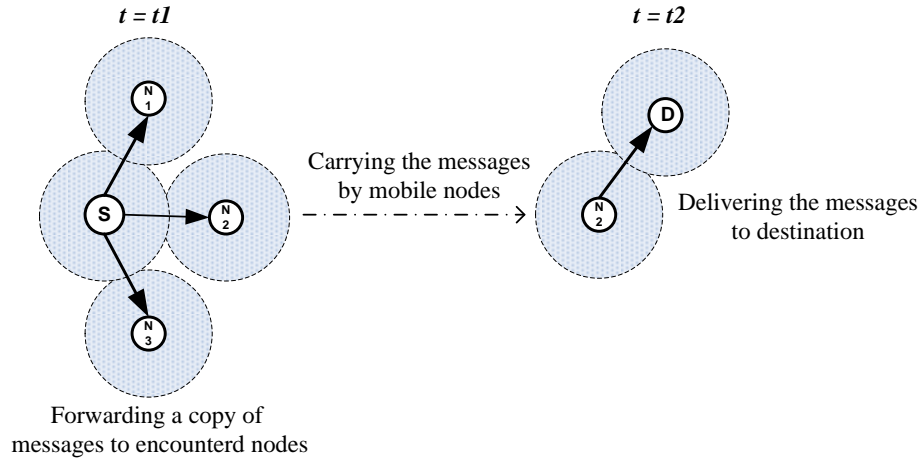 t = t1
t = t2
N
1
D
S
N
2
N
3
Carrying the messages
by mobile nodes
N
2
Delivering the messages
to destination
Forwarding a copy of
messages to encounterd nodes